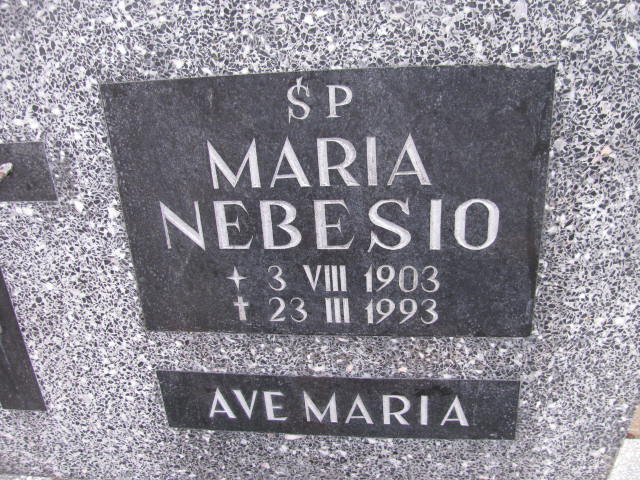 ŚP
MARIA
NEBESIO
3 VIII 1903
23 III 1993
AVE MARIA